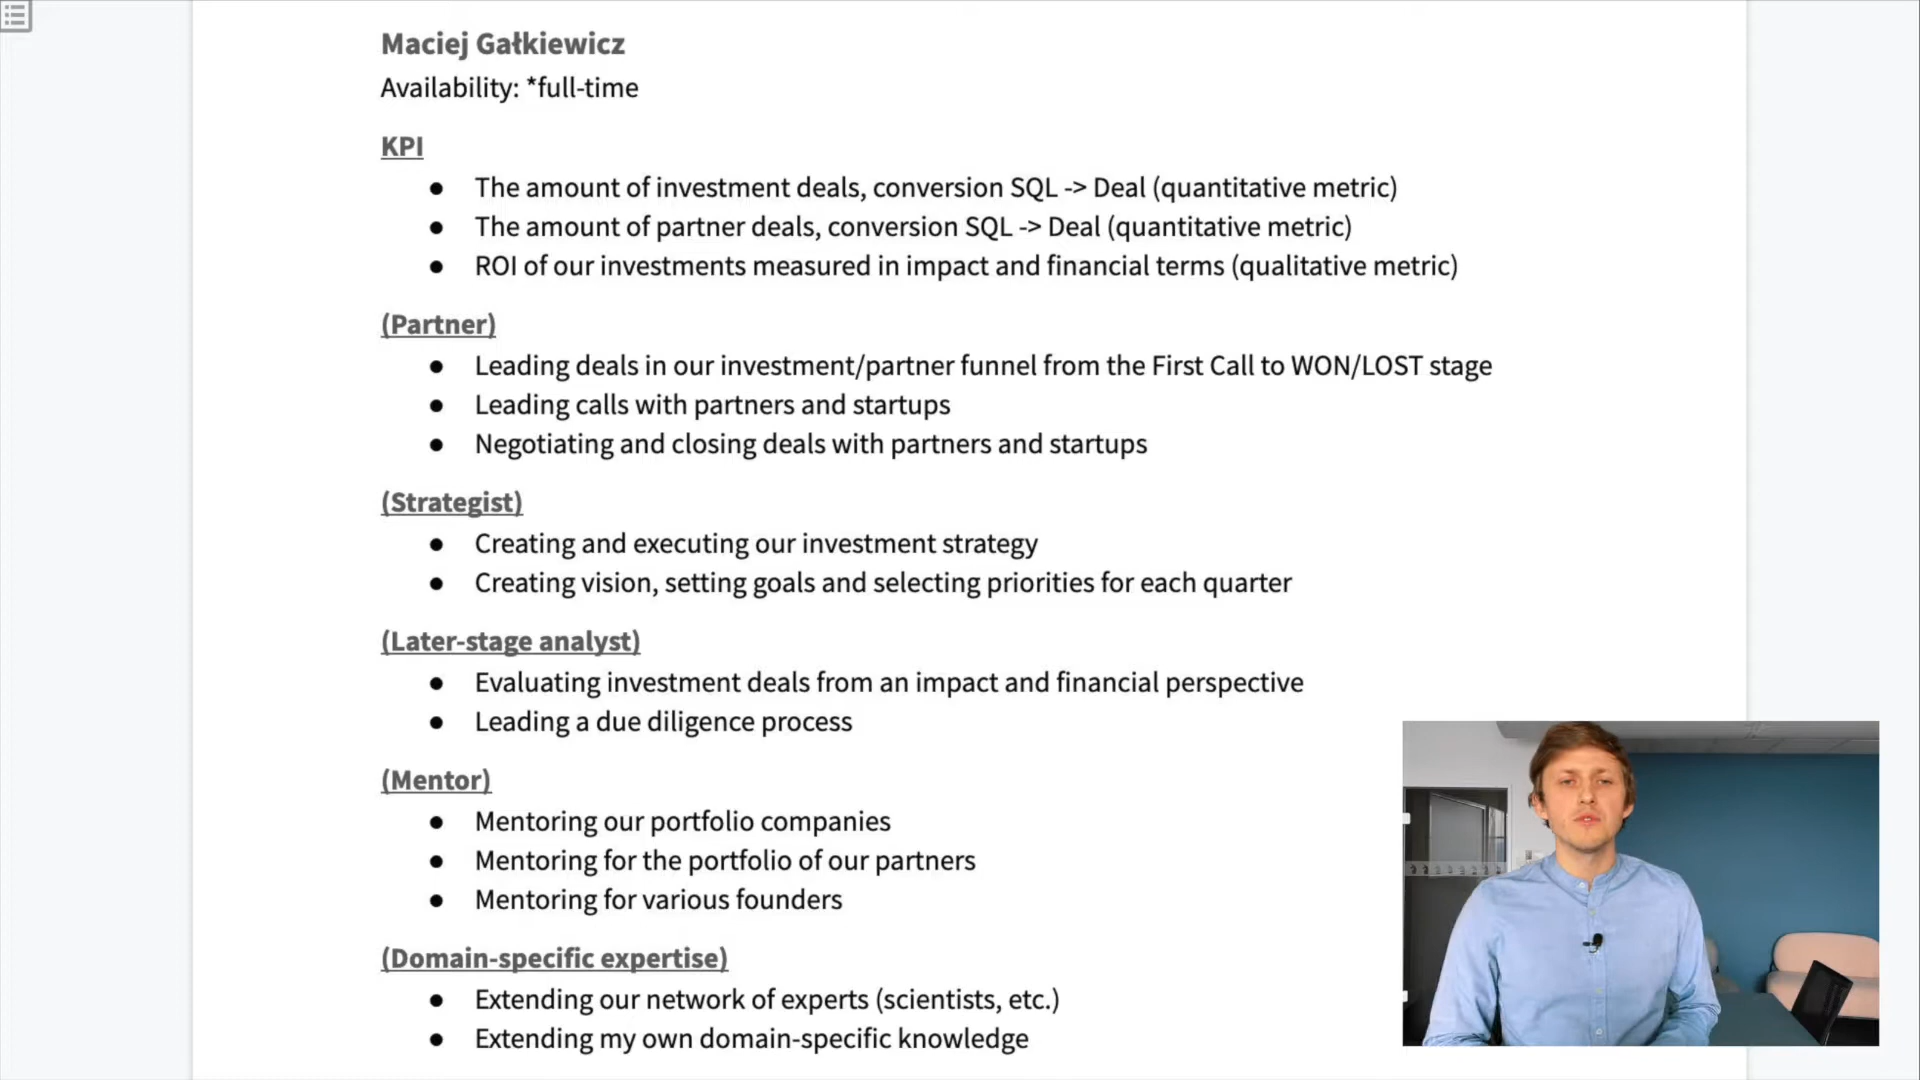 Maciej Gałkiewicz
Availability: *full-time
KPI
● The amount of investment deals, conversion SQL -> Deal (quantitative metric)
● The amount of partner deals, conversion SQL -> Deal (quantitative metric)
● ROI of our investments measured in impact and financial terms (qualitative metric)
(Partner)
● Leading deals in our investment/partner funnel from the First Call to WON/LOST stage
● Leading calls with partners and startups
● Negotiating and closing deals with partners and startups
(Strategist)
● Creating and executing our investment strategy
● Creating vision, setting goals and selecting priorities for each quarter
(Later-stage analyst)
● Evaluating investment deals from an impact and financial perspective
● Leading a due diligence process
(Mentor)
● Mentoring our portfolio companies
● Mentoring for the portfolio of our partners
● Mentoring for various founders
(Domain-specific expertise)
● Extending our network of experts (scientists, etc.)
● Extending my own domain-specific knowledge